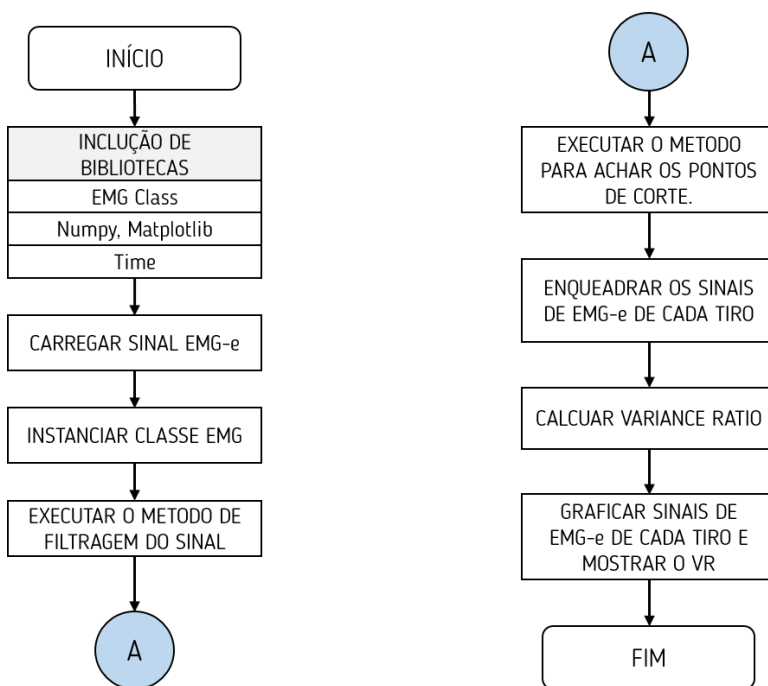 INÍCIO
INCLUÇÃO DE
BIBLIOTECAS
EMG Class
Numpy, Matplotlib
Time
CARREGAR SINAL EMG-e
INSTANCIAR CLASSE EMG
EXECUTAR O METODO DE
FILTRAGEM DO SINAL
A
A
EXECUTAR O METODO
PARA ACHAR OS PONTOS
DE CORTE.
ENQUEADRAR OS SINAIS
DE EMG-e DE CADA TIRO
CALCUAR VARIANCE RATIO
GRAFICAR SINAIS DE
EMG-e DE CADA TIRO E
MOSTRAR O VR
FIM